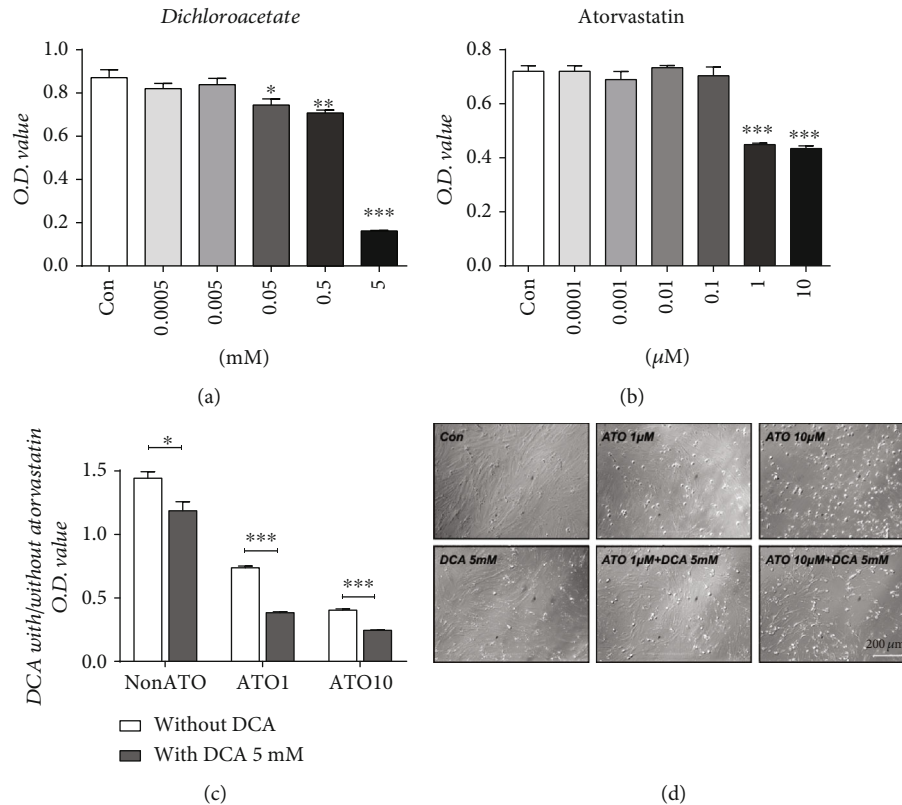 Dichloroacetate
1.0
0.8
0.6
0.4
0.2
0.0
O.D. value
*
**
***
Con
0.0005
0.005
0.05
0.5
5
(mM)
(a)
Atorvastatin
0.8
0.6
0.4
0.2
0.0
O.D. value
***
***
Con
0.0001
0.001
0.01
0.1
1
10
(μM)
(b)
DCA with/without atorvastatin
O.D. value
1.5
1.0
0.5
0.0
*
***
***
NonATO
ATO1
ATO10
Without DCA
With DCA 5 mM
(c)
Con
ATO 1μM
ATO 10μM
DCA 5mM
ATO 1μM+DCA 5mM
ATO 10μM+DCA 5mM
200 μm
(d)